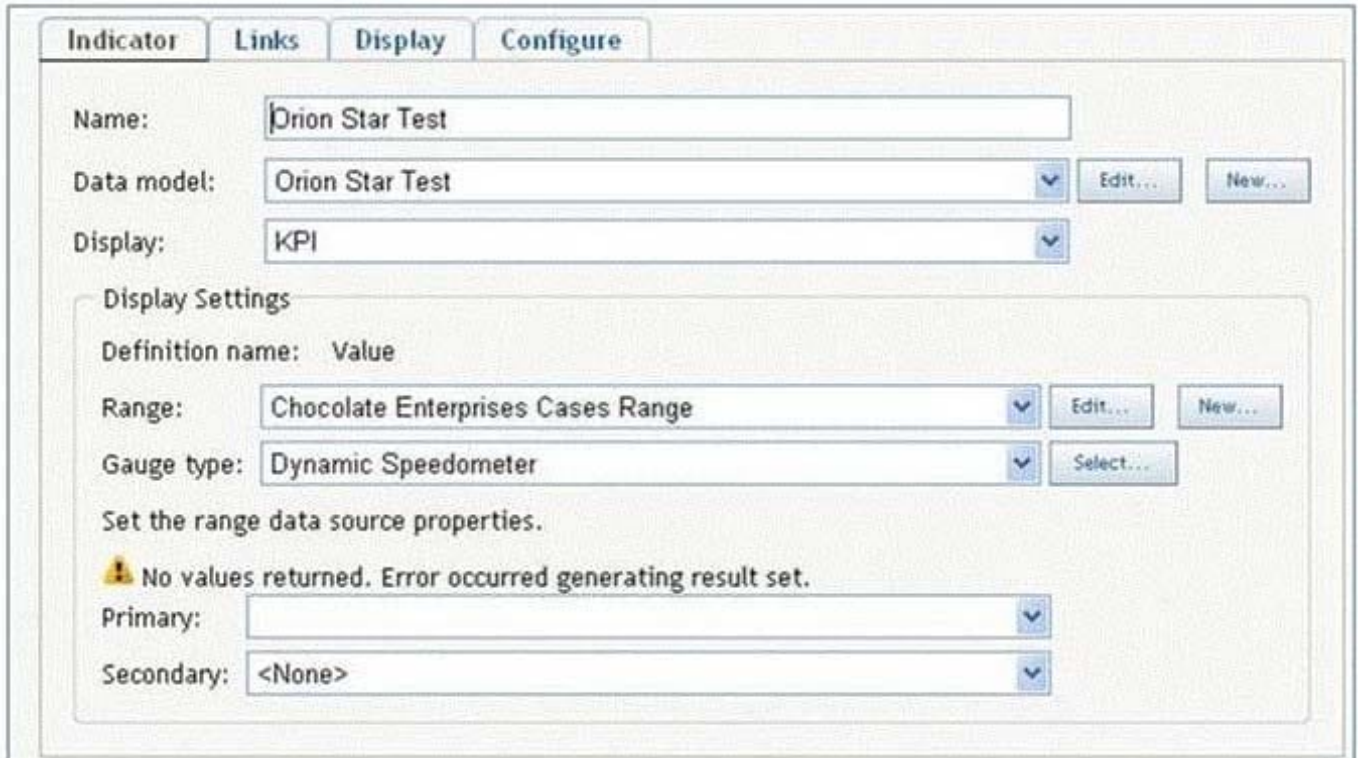 Indicator Links Display Configure
Name: Orion Star Test
Data model: Orion Star Test Edit... New...
Display: KPI
Display Settings
Definition name: Value
Range: Chocolate Enterprises Cases Range Edit... New...
Gauge type: Dynamic Speedometer Select...
Set the range data source properties.
No values returned. Error occurred generating result set.
Primary:
Secondary: <None>